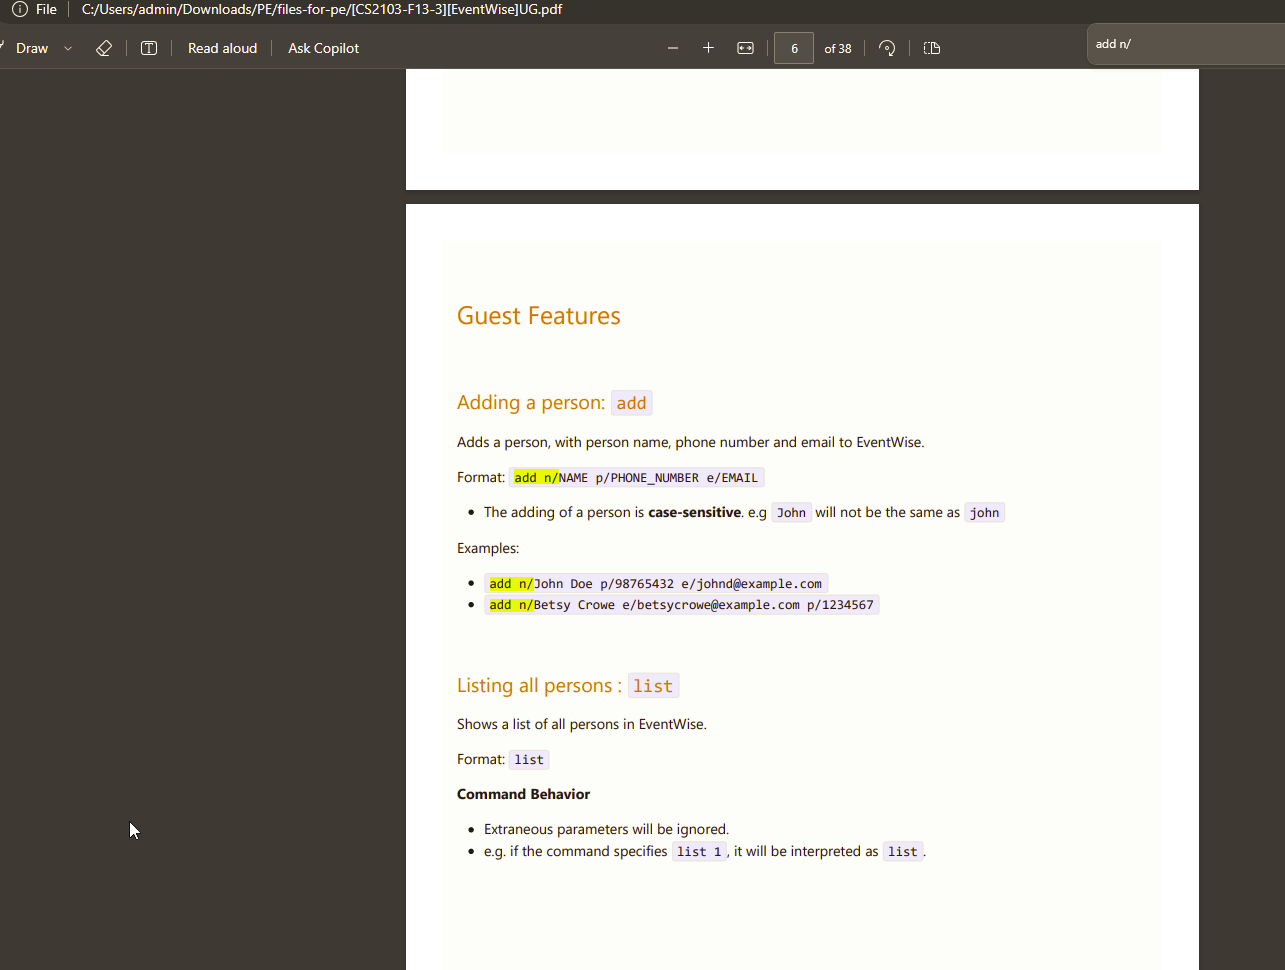 File C:/Users/admin/Downloads/PE/files-for-pe/[CS2103-F13-3][EventWise]UG.pdf
Draw Read aloud Ask Copilot 6 of 38 add n/
Guest Features
Adding a person: add
Adds a person, with person name, phone number and email to EventWise.
Format: add n/NAME p/PHONE_NUMBER e/EMAIL
• The adding of a person is case-sensitive. e.g John will not be the same as john
Examples:
• add n/John Doe p/98765432 e/johnd@example.com
• add n/Betsy Crowe e/betsycrowe@example.com p/1234567
Listing all persons : list
Shows a list of all persons in EventWise.
Format: list
Command Behavior
• Extraneous parameters will be ignored.
• e.g. if the command specifies list 1, it will be interpreted as list.